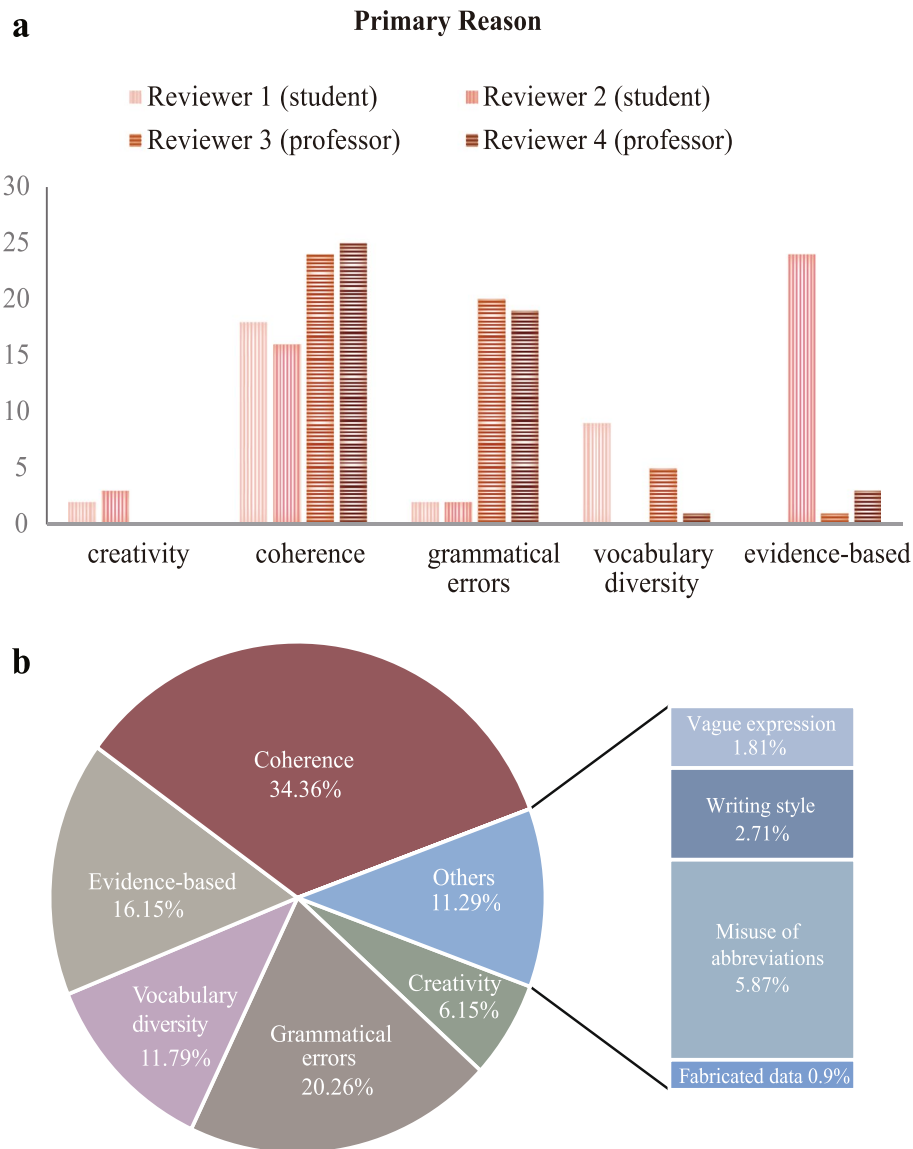 a
Primary Reason
Reviewer 1 (student)
Reviewer 2 (student)
Reviewer 3 (professor)
Reviewer 4 (professor)
30
25
20
15
10
5
0
creativity
coherence
grammatical
errors
vocabulary
diversity
evidence-based
b
Coherence
34.36%
Evidence-based
16.15%
Others
11.29%
Creativity
6.15%
Vocabulary
diversity
11.79%
Grammatical
errors
20.26%
Vague expression
1.81%
Writing style
2.71%
Misuse of
abbreviations
5.87%
Fabricated data 0.9%